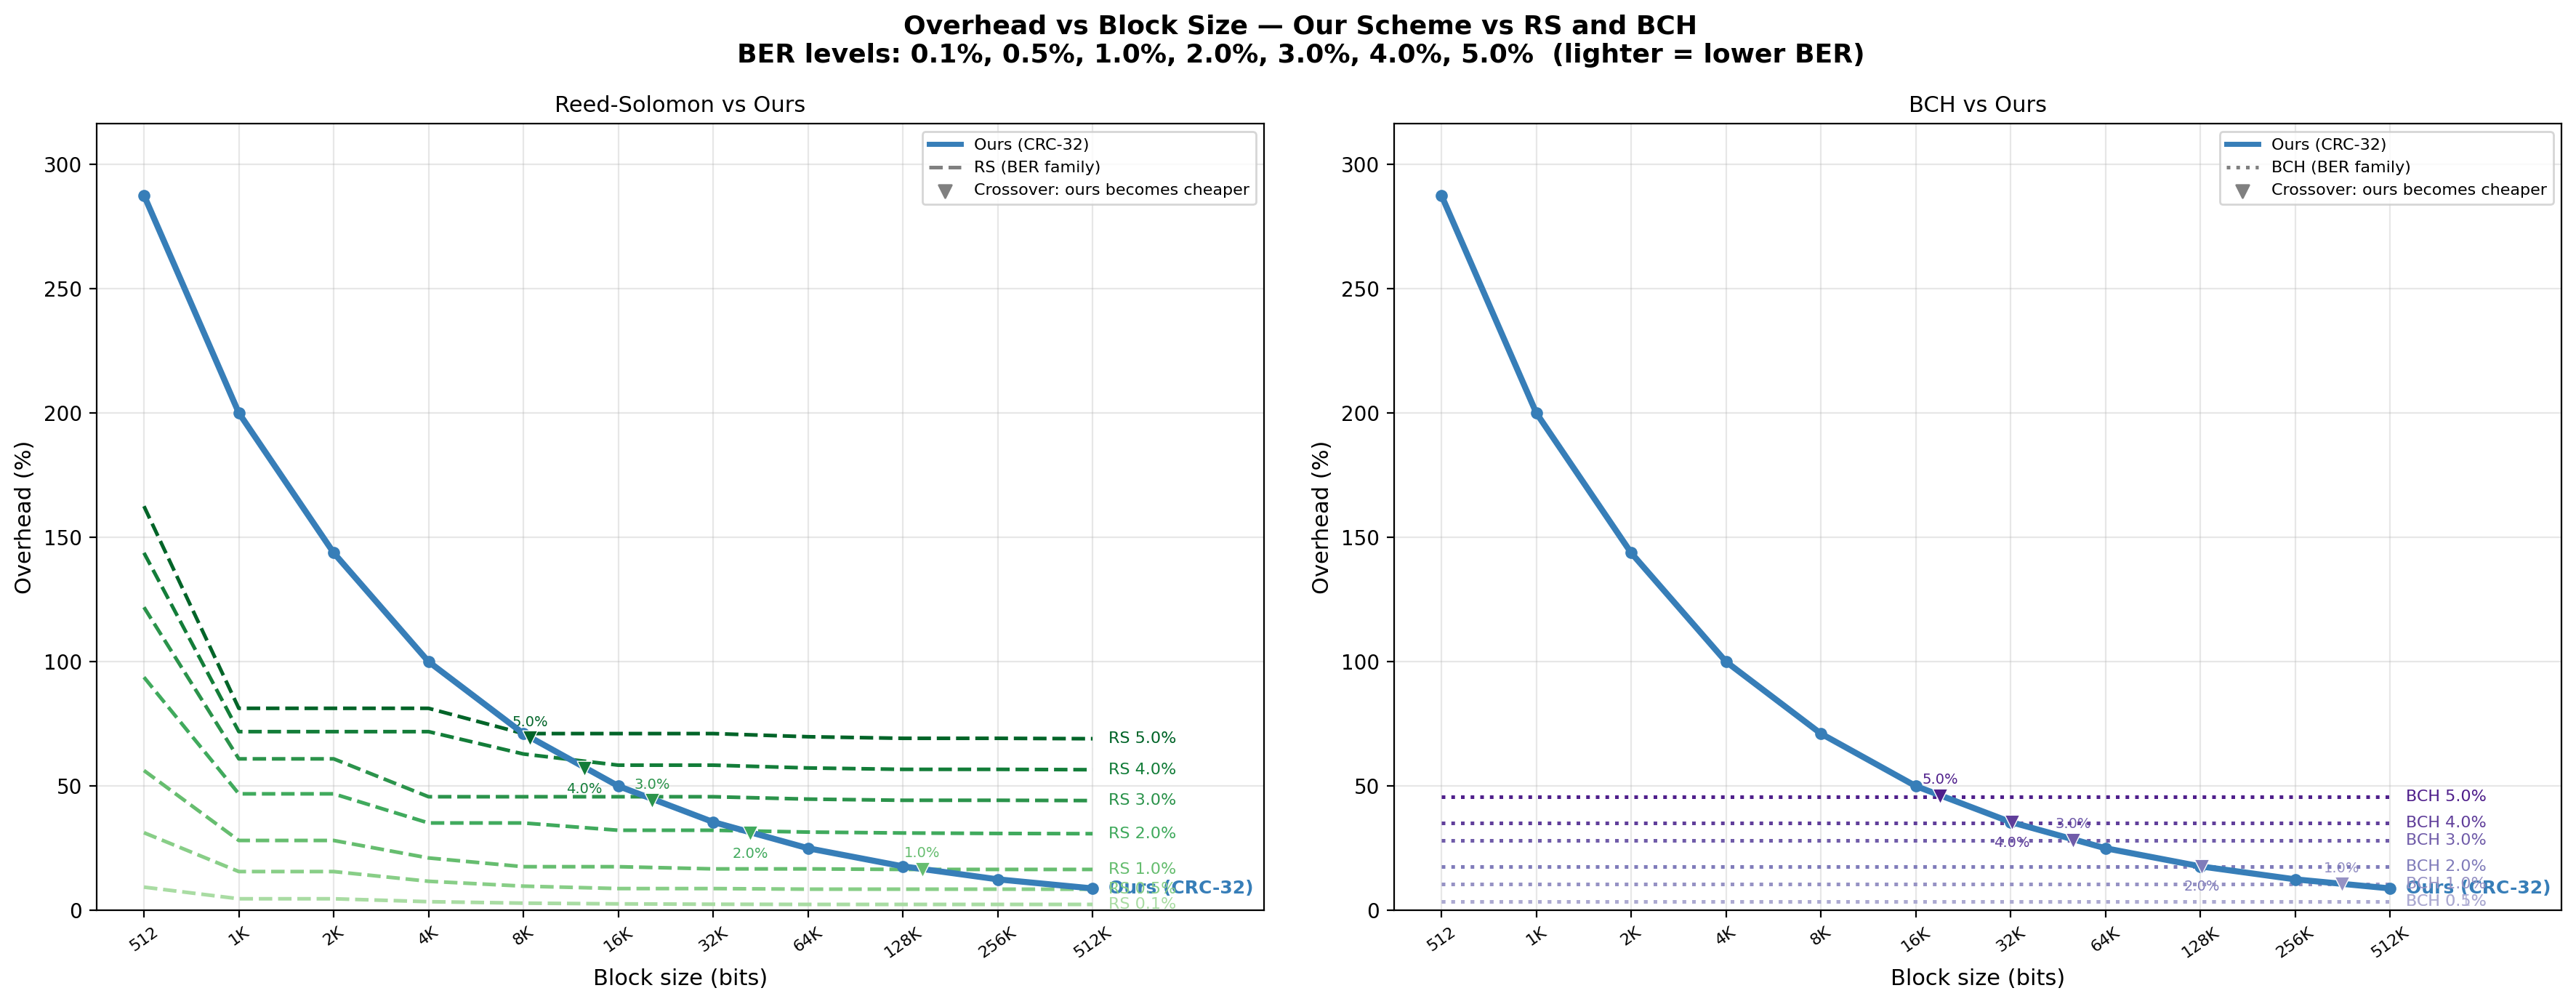 Overhead vs Block Size — Our Scheme vs RS and BCH
BER levels: 0.1%, 0.5%, 1.0%, 2.0%, 3.0%, 4.0%, 5.0%  (lighter = lower BER)
Reed-Solomon vs Ours
Ours (CRC-32)
RS (BER family)
Crossover: ours becomes cheaper
Overhead (%)
300
250
200
150
100
50
0
5.0%
4.0%
3.0%
2.0%
1.0%
RS 5.0%
RS 4.0%
RS 3.0%
RS 2.0%
RS 1.0%
RS 0.5%
Ours (CRC-32)
RS 0.1%
512
1K
2K
4K
8K
16K
32K
64K
128K
256K
512K
Block size (bits)
BCH vs Ours
Ours (CRC-32)
BCH (BER family)
Crossover: ours becomes cheaper
Overhead (%)
300
250
200
150
100
50
0
5.0%
4.0%
3.0%
2.0%
1.0%
BCH 5.0%
BCH 4.0%
BCH 3.0%
BCH 2.0%
BCH 1.0%
Ours (CRC-32)
BCH 0.5%
512
1K
2K
4K
8K
16K
32K
64K
128K
256K
512K
Block size (bits)